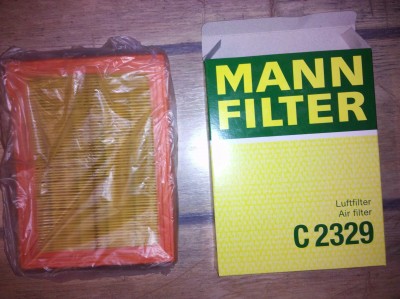 MANN
FILTER
Luftfilter
Air filter
C 2329